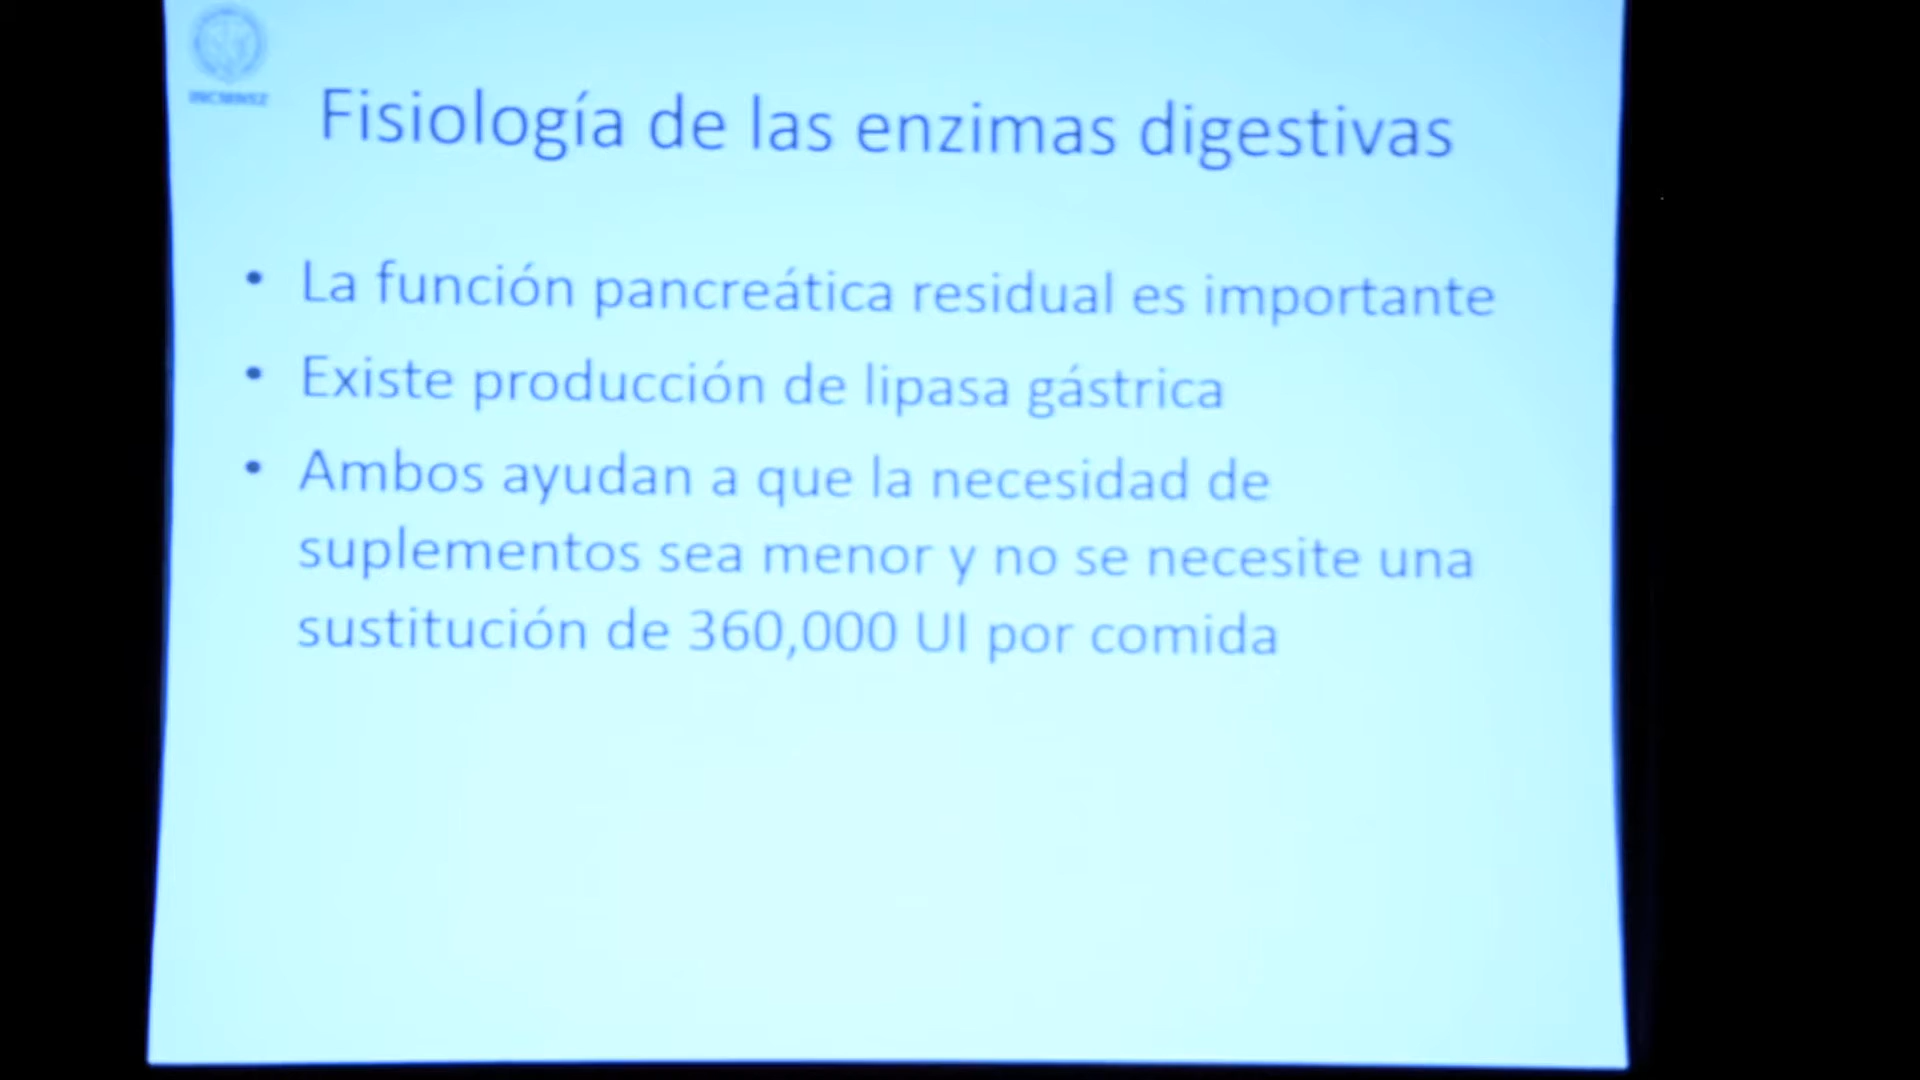 INCMNSZ
Fisiología de las enzimas digestivas
• La función pancreática residual es importante
• Existe producción de lipasa gástrica
• Ambos ayudan a que la necesidad de
suplementos sea menor y no se necesite una
sustitución de 360,000 UI por comida